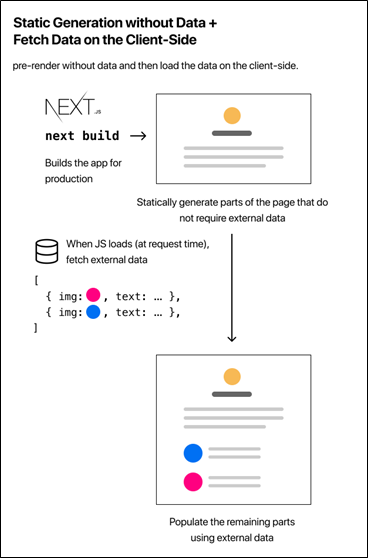 Static Generation without Data +
Fetch Data on the Client-Side
pre-render without data and then load the data on the client-side.
NEXT.JS
next build
Builds the app for
production
Statically generate parts of the page that do
not require external data
When JS loads (at request time),
fetch external data
[
{ img: , text: … },
{ img: , text: … },
]
Populate the remaining parts
using external data